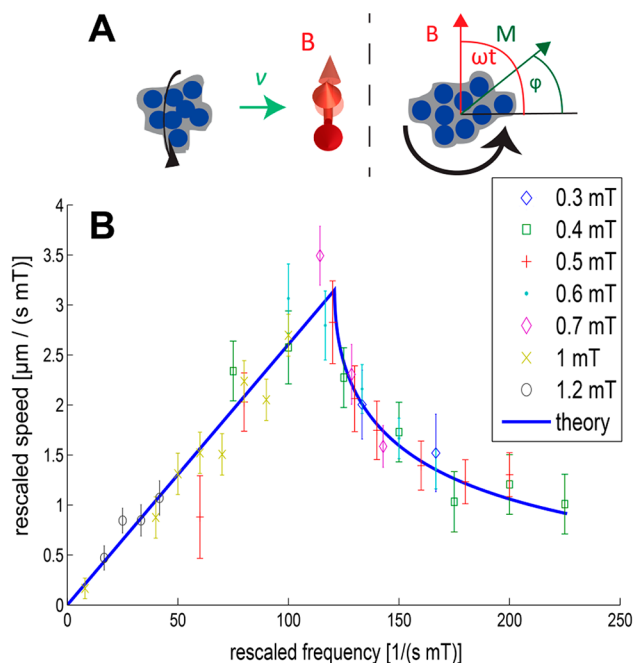 A
ν
B
B
M
ωt
φ
B
0.3 mT
0.4 mT
0.5 mT
0.6 mT
0.7 mT
1 mT
1.2 mT
theory
rescaled speed [µm / (s mT)]
4
3.5
3
2.5
2
1.5
1
0.5
0
0
50
100
150
200
250
rescaled frequency [1/(s mT)]